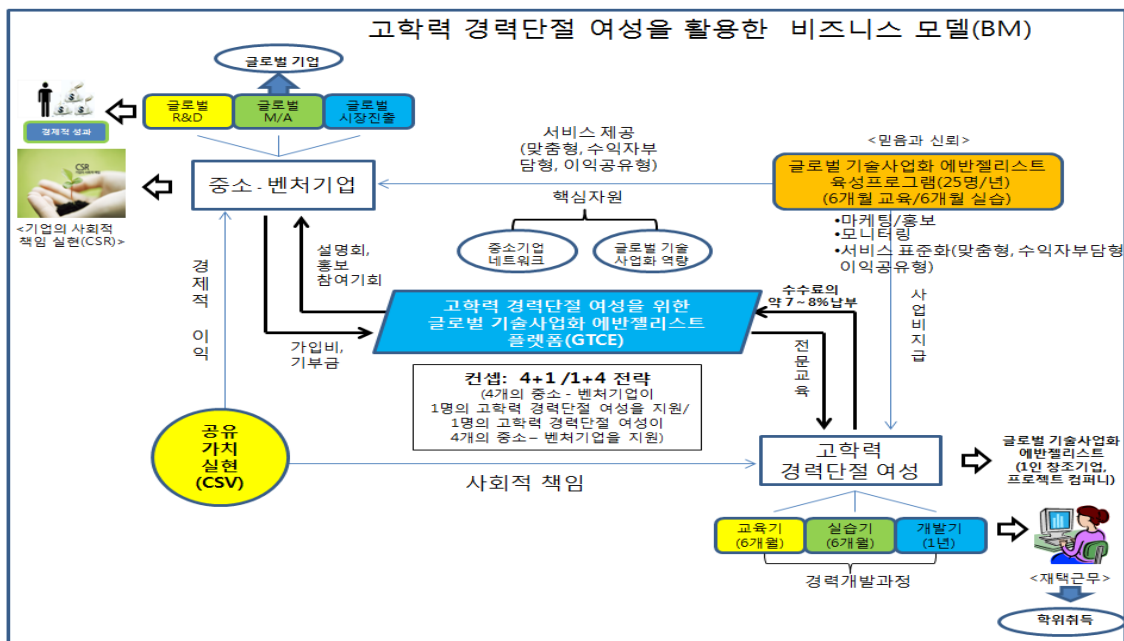 고학력 경력단절 여성을 활용한 비즈니스 모델(BM)
글로벌 기업
글로벌
R&D
글로벌
M/A
글로벌
시장진출
경제적 성과
CSR
<기업의 사회적
책임 실현(CSR)>
중소 - 벤처기업
서비스 제공
(맞춤형, 수익자부
담형, 이익공유형)
<믿음과 신뢰>
글로벌 기술사업화 에반젤리스트
육성프로그램(25명/년)
(6개월 교육/6개월 실습)
•마케팅/홍보
•모니터링
•서비스 표준화(맞춤형, 수익자부담형
이익공유형)
핵심자원
중소기업
네트워크
글로벌 기술
사업화 역량
설명회,
홍보
참여기회
가입비,
기부금
경제적 이익
고학력 경력단절 여성을 위한
글로벌 기술사업화 에반젤리스트
플랫폼(GTCE)
수수료의
약 7~8%납부
전문교육
사업비지급
컨셉: 4+1 /1+4 전략
(4개의 중소 - 벤처기업이
1명의 고학력 경력단절 여성을 지원/
1명의 고학력 경력단절 여성이
4개의 중소– 벤처기업을 지원)
공유
가치
실현
(CSV)
사회적 책임
고학력
경력단절 여성
글로벌 기술사업화
에반젤리스트
(1인 창조기업,
프로젝트 컴퍼니)
교육기
(6개월)
실습기
(6개월)
개발기
(1년)
경력개발과정
<재택근무>
학위취득